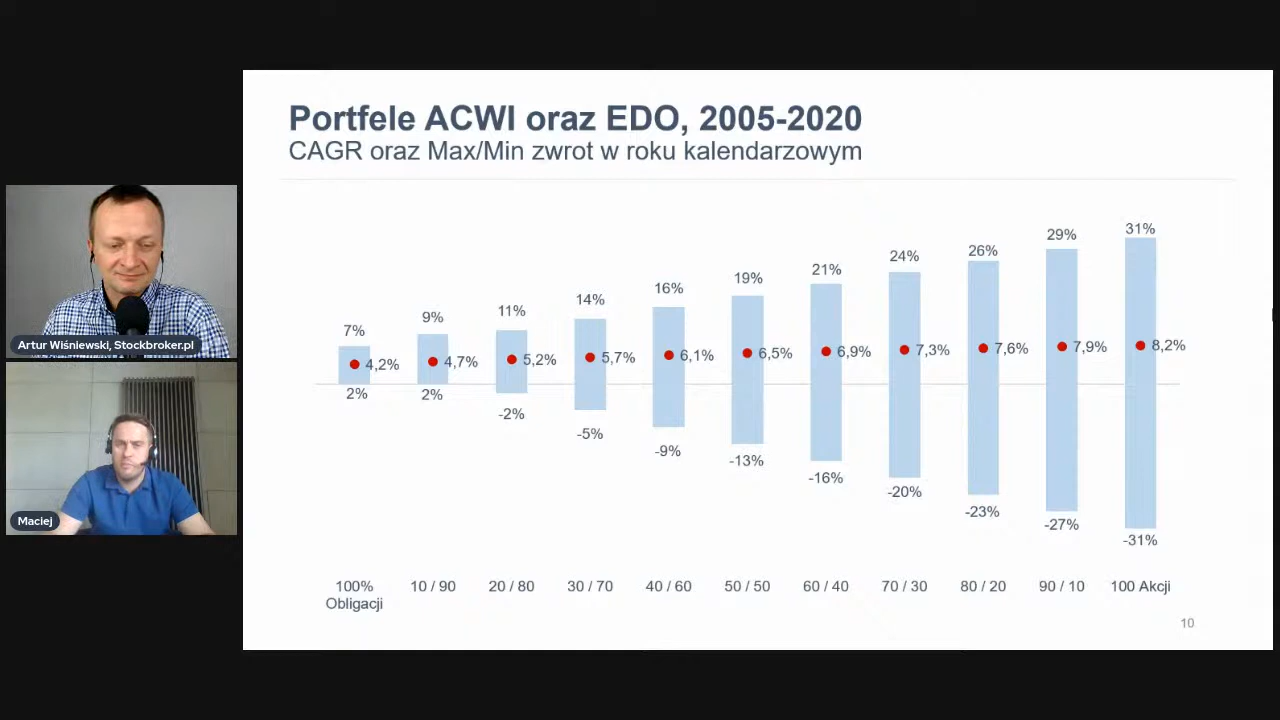 Portfele ACWI oraz EDO, 2005-2020
CAGR oraz Max/Min zwrot w roku kalendarzowym
7% 9% 11% 14% 16% 19% 21% 24% 26% 29% 31%
4,2% 4,7% 5,2% 5,7% 6,1% 6,5% 6,9% 7,3% 7,6% 7,9% 8,2%
2% 2% -2% -5% -9% -13% -16% -20% -23% -27% -31%
100% 10 / 90 20 / 80 30 / 70 40 / 60 50 / 50 60 / 40 70 / 30 80 / 20 90 / 10 100 Akcji
Obligacji
10
Artur Wiśniewski, Stockbroker.pl
Maciej